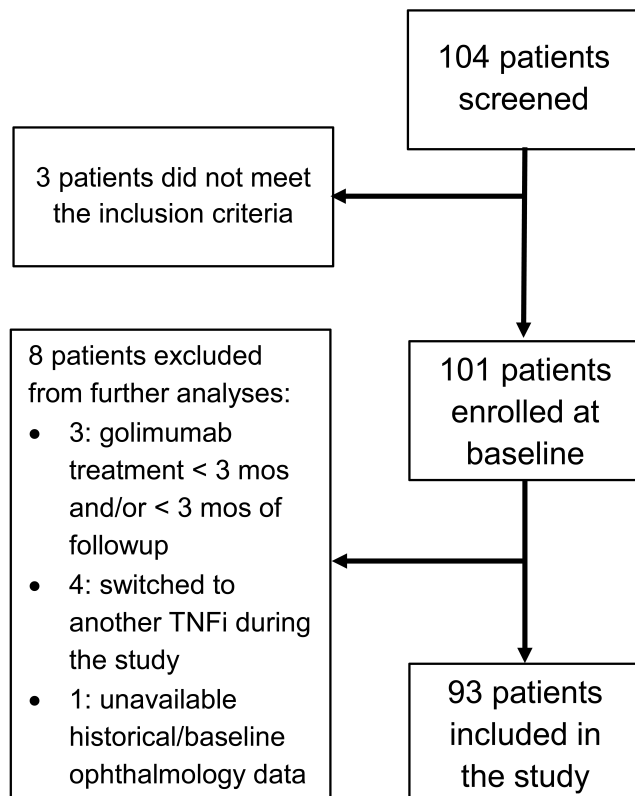 104 patients
screened
3 patients did not meet
the inclusion criteria
101 patients
enrolled at
baseline
8 patients excluded
from further analyses:
• 3: golimumab
treatment < 3 mos
and/or < 3 mos of
followup
• 4: switched to
another TNFi during
the study
• 1: unavailable
historical/baseline
ophthalmology data
93 patients
included in
the study